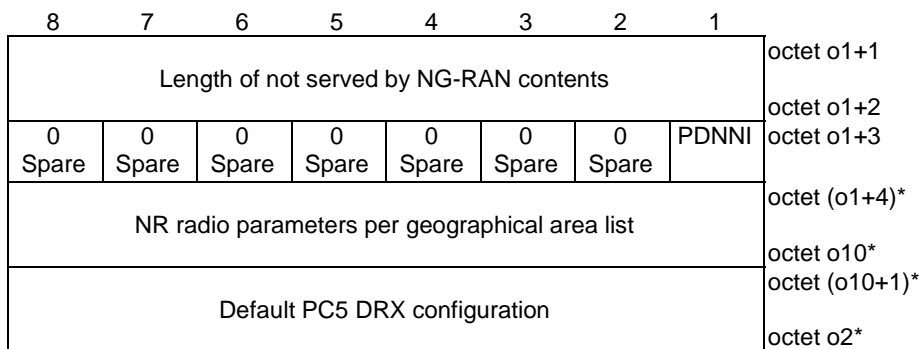 8 7 6 5 4 3 2 1
octet o1+1
Length of not served by NG-RAN contents
octet o1+2
0 0 0 0 0 0 0 PDNNI octet o1+3
Spare Spare Spare Spare Spare Spare Spare
octet (o1+4)*
NR radio parameters per geographical area list
octet o10*
octet (o10+1)*
Default PC5 DRX configuration
octet o2*